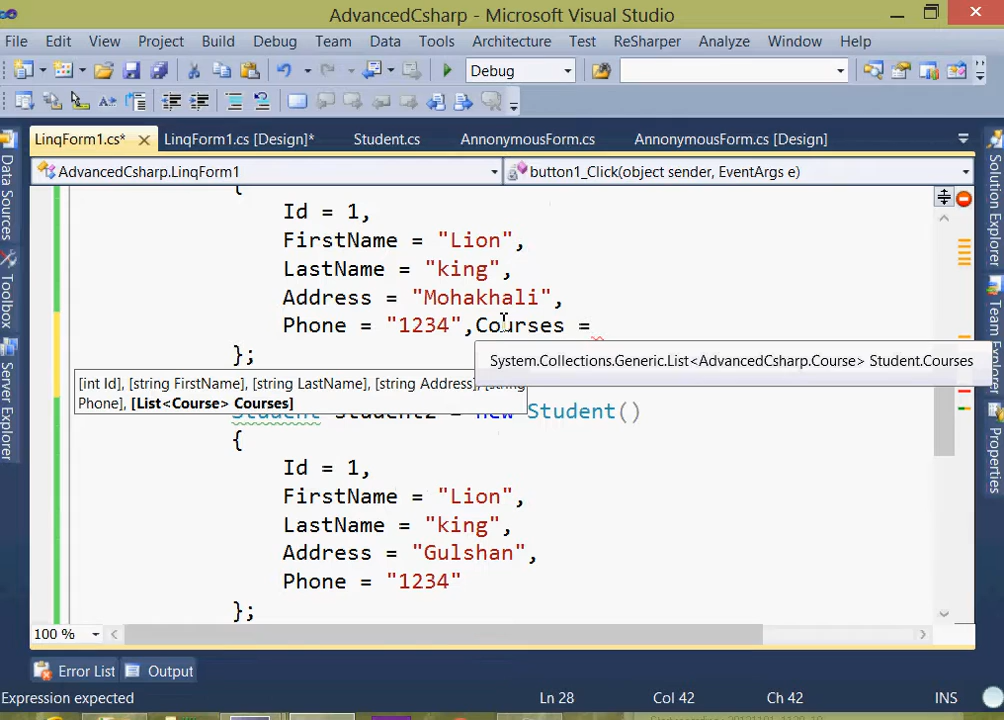 AdvancedCsharp - Microsoft Visual Studio
File Edit View Project Build Debug Team Data Tools Architecture Test ReSharper Analyze Window Help
Debug
LinqForm1.cs* LinqForm1.cs [Design]* Student.cs AnnonymousForm.cs AnnonymousForm.cs [Design]
AdvancedCsharp.LinqForm1 button1_Click(object sender, EventArgs e)
{
Id = 1,
FirstName = "Lion",
LastName = "king",
Address = "Mohakhali",
Phone = "1234",Courses =
};
System.Collections.Generic.List<AdvancedCsharp.Course> Student.Courses
[int Id], [string FirstName], [string LastName], [string Address], [string
Phone], [List<Course> Courses]
Student student2 = new Student()
{
Id = 1,
FirstName = "Lion",
LastName = "king",
Address = "Gulshan",
Phone = "1234"
};
100 %
Data Sources
Toolbox
Server Explorer
Solution Explorer
Team Explorer
Properties
Error List Output
Expression expected Ln 28 Col 42 Ch 42 INS